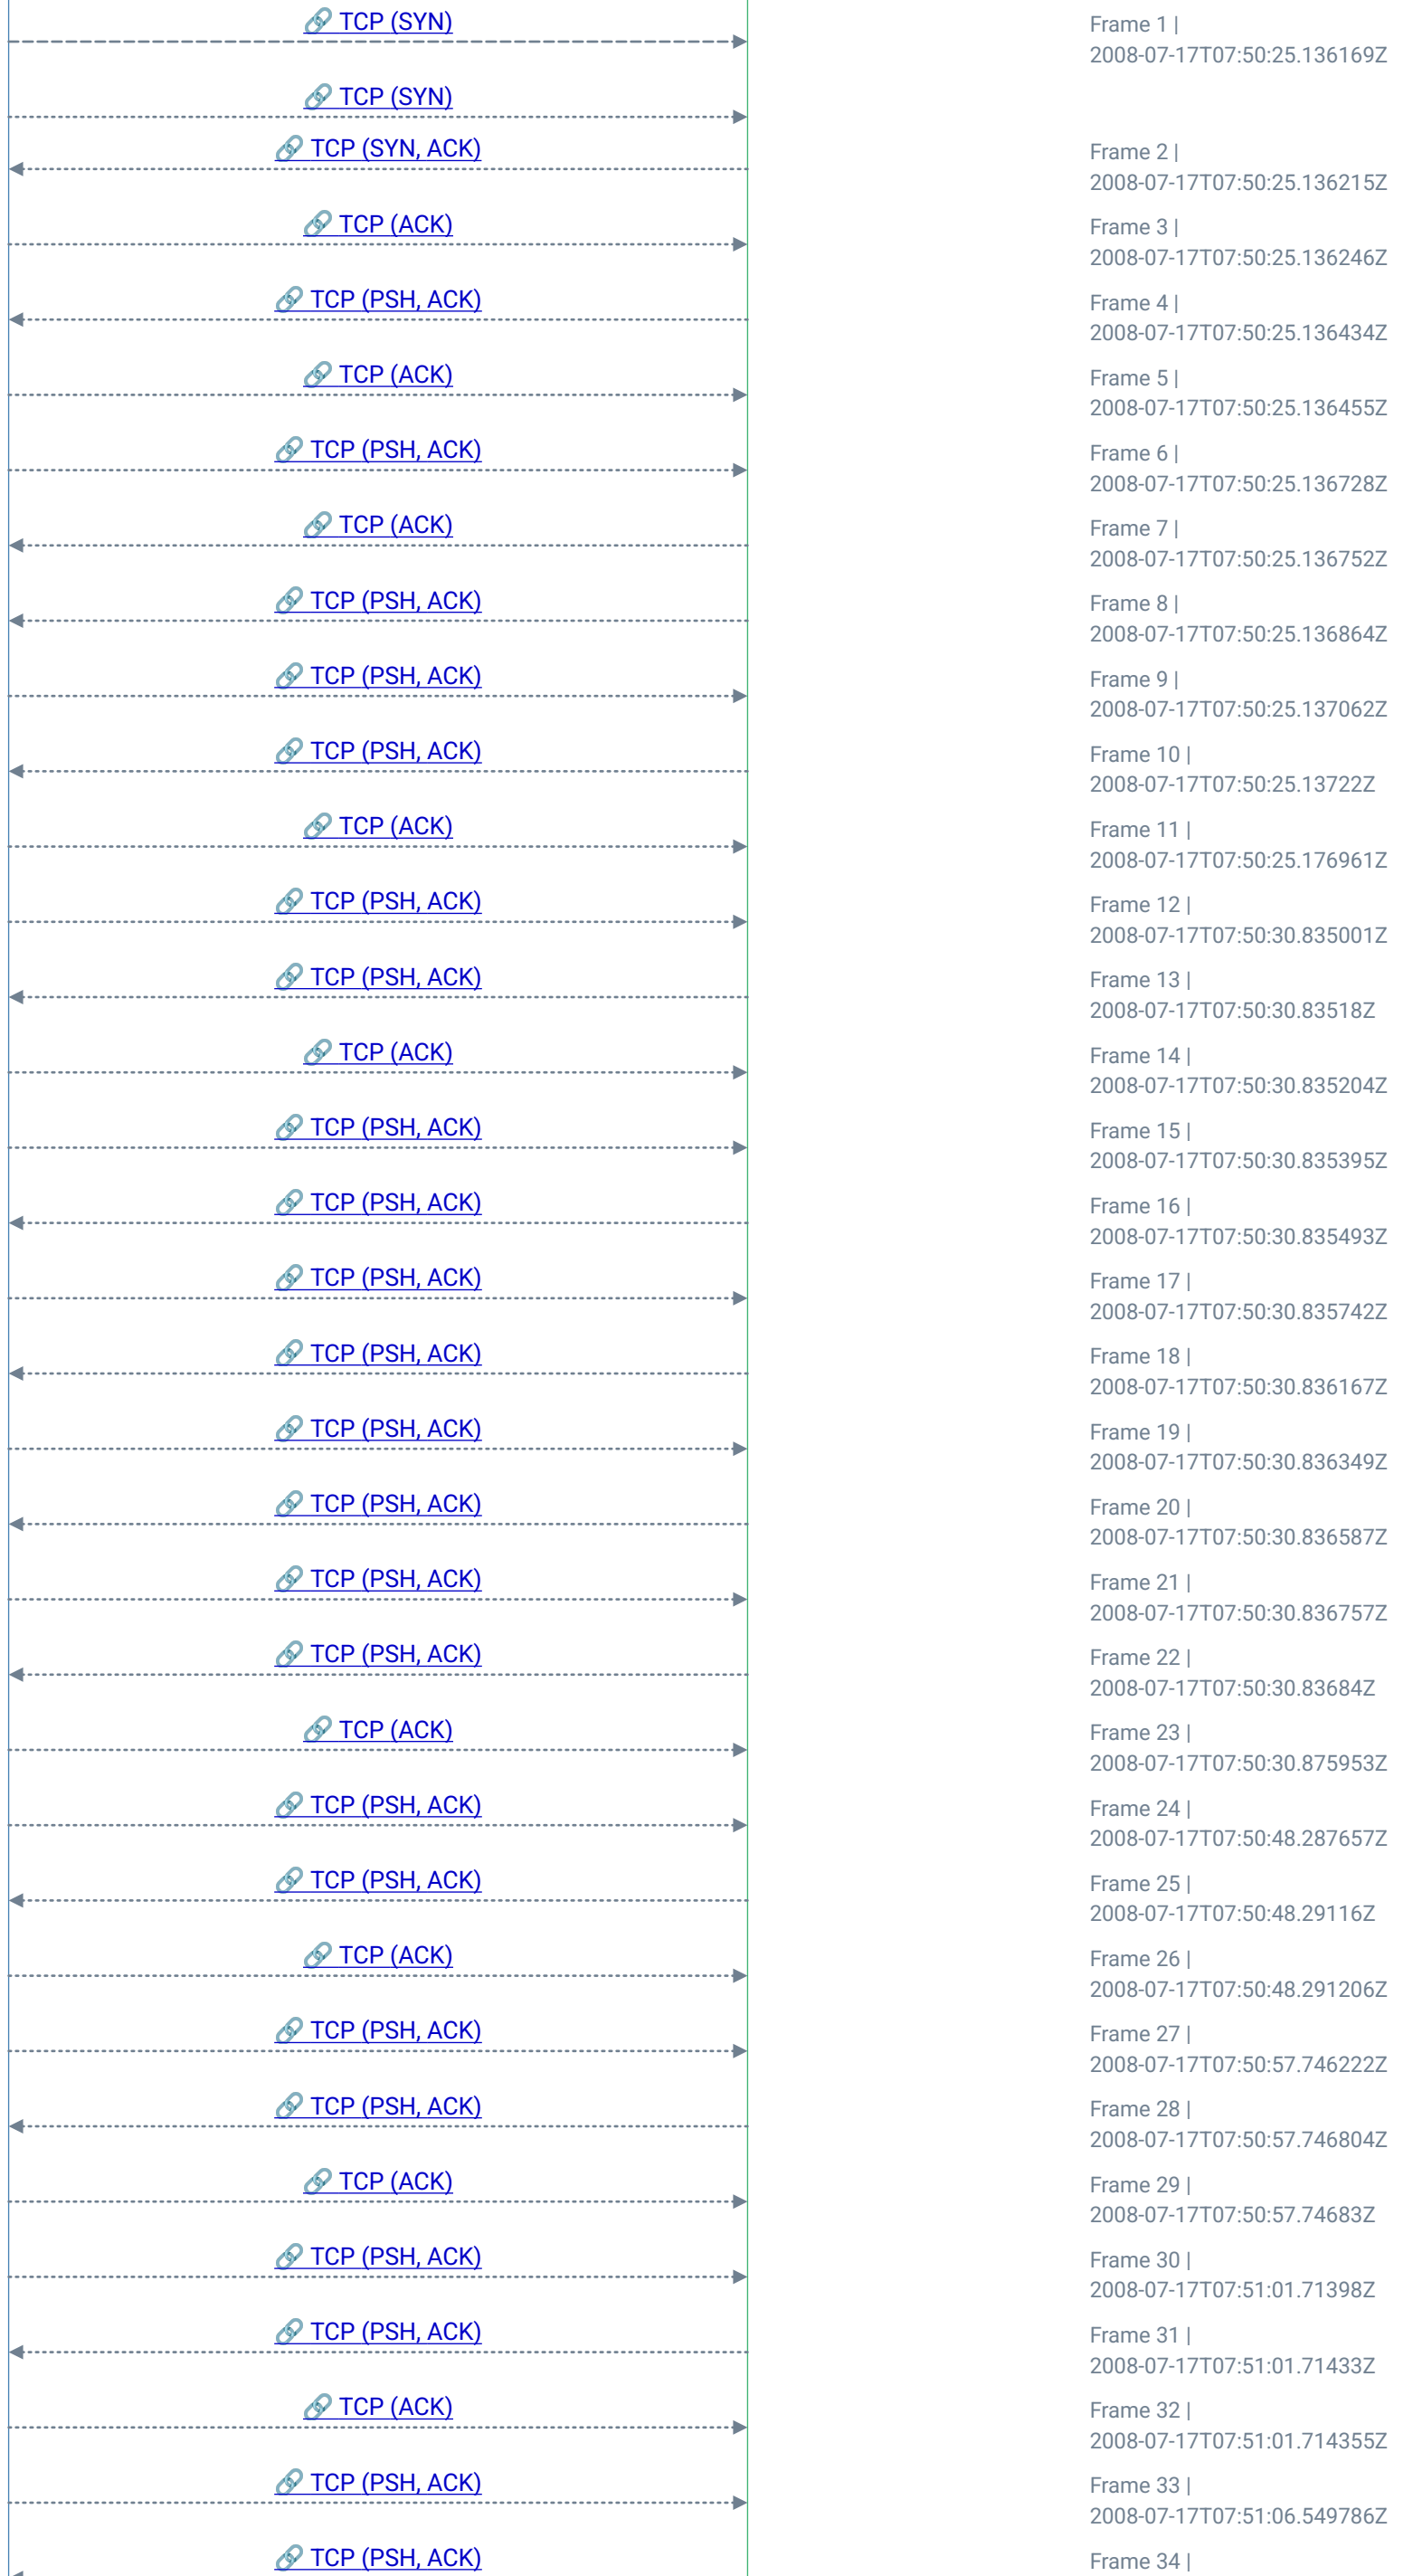 🔗 TCP (SYN)
Frame 1 |
2008-07-17T07:50:25.136169Z
🔗 TCP (SYN)
🔗 TCP (SYN, ACK)
Frame 2 |
2008-07-17T07:50:25.136215Z
🔗 TCP (ACK)
Frame 3 |
2008-07-17T07:50:25.136246Z
🔗 TCP (PSH, ACK)
Frame 4 |
2008-07-17T07:50:25.136434Z
🔗 TCP (ACK)
Frame 5 |
2008-07-17T07:50:25.136455Z
🔗 TCP (PSH, ACK)
Frame 6 |
2008-07-17T07:50:25.136728Z
🔗 TCP (ACK)
Frame 7 |
2008-07-17T07:50:25.136752Z
🔗 TCP (PSH, ACK)
Frame 8 |
2008-07-17T07:50:25.136864Z
🔗 TCP (PSH, ACK)
Frame 9 |
2008-07-17T07:50:25.137062Z
🔗 TCP (PSH, ACK)
Frame 10 |
2008-07-17T07:50:25.13722Z
🔗 TCP (ACK)
Frame 11 |
2008-07-17T07:50:25.176961Z
🔗 TCP (PSH, ACK)
Frame 12 |
2008-07-17T07:50:30.835001Z
🔗 TCP (PSH, ACK)
Frame 13 |
2008-07-17T07:50:30.83518Z
🔗 TCP (ACK)
Frame 14 |
2008-07-17T07:50:30.835204Z
🔗 TCP (PSH, ACK)
Frame 15 |
2008-07-17T07:50:30.835395Z
🔗 TCP (PSH, ACK)
Frame 16 |
2008-07-17T07:50:30.835493Z
🔗 TCP (PSH, ACK)
Frame 17 |
2008-07-17T07:50:30.835742Z
🔗 TCP (PSH, ACK)
Frame 18 |
2008-07-17T07:50:30.836167Z
🔗 TCP (PSH, ACK)
Frame 19 |
2008-07-17T07:50:30.836349Z
🔗 TCP (PSH, ACK)
Frame 20 |
2008-07-17T07:50:30.836587Z
🔗 TCP (PSH, ACK)
Frame 21 |
2008-07-17T07:50:30.836757Z
🔗 TCP (PSH, ACK)
Frame 22 |
2008-07-17T07:50:30.83684Z
🔗 TCP (ACK)
Frame 23 |
2008-07-17T07:50:30.875953Z
🔗 TCP (PSH, ACK)
Frame 24 |
2008-07-17T07:50:48.287657Z
🔗 TCP (PSH, ACK)
Frame 25 |
2008-07-17T07:50:48.29116Z
🔗 TCP (ACK)
Frame 26 |
2008-07-17T07:50:48.291206Z
🔗 TCP (PSH, ACK)
Frame 27 |
2008-07-17T07:50:57.746222Z
🔗 TCP (PSH, ACK)
Frame 28 |
2008-07-17T07:50:57.746804Z
🔗 TCP (ACK)
Frame 29 |
2008-07-17T07:50:57.74683Z
🔗 TCP (PSH, ACK)
Frame 30 |
2008-07-17T07:51:01.71398Z
🔗 TCP (PSH, ACK)
Frame 31 |
2008-07-17T07:51:01.71433Z
🔗 TCP (ACK)
Frame 32 |
2008-07-17T07:51:01.714355Z
🔗 TCP (PSH, ACK)
Frame 33 |
2008-07-17T07:51:06.549786Z
🔗 TCP (PSH, ACK)
Frame 34 |